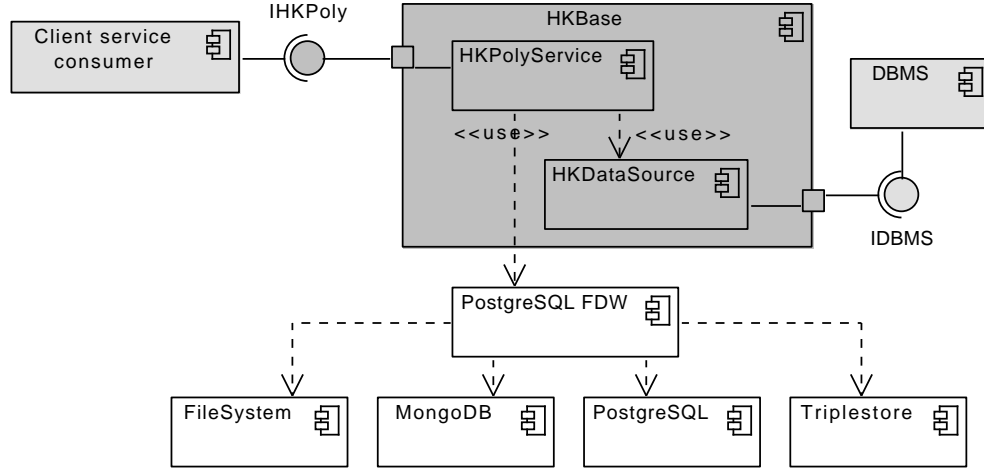 IHKPoly
HKBase
Client service
consumer
HKPolyService
DBMS
<<use>>
<<use>>
HKDataSource
IDBMS
PostgreSQL FDW
FileSystem
MongoDB
PostgreSQL
Triplestore